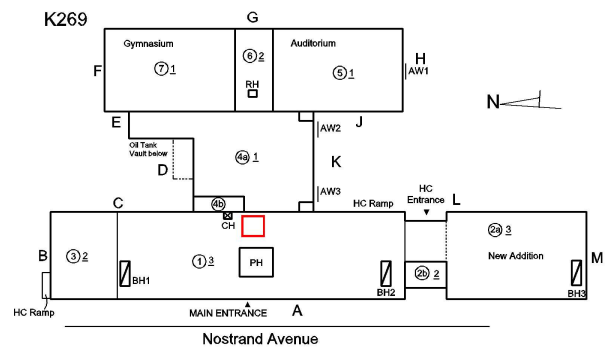 K269
G
Gymnasium
6 2
Auditorium
H
F
7 1
RH
5 1
AW1
N
E
J
AW2
Oil Tank
Vault below
4a 1
K
D
AW3
HC
Entrance
L
C
4b
HC Ramp
CH
2a 3
B
3 2
1 3
PH
New Addition
M
BH1
2b 2
BH2
BH3
HC Ramp
MAIN ENTRANCE
A
Nostrand Avenue